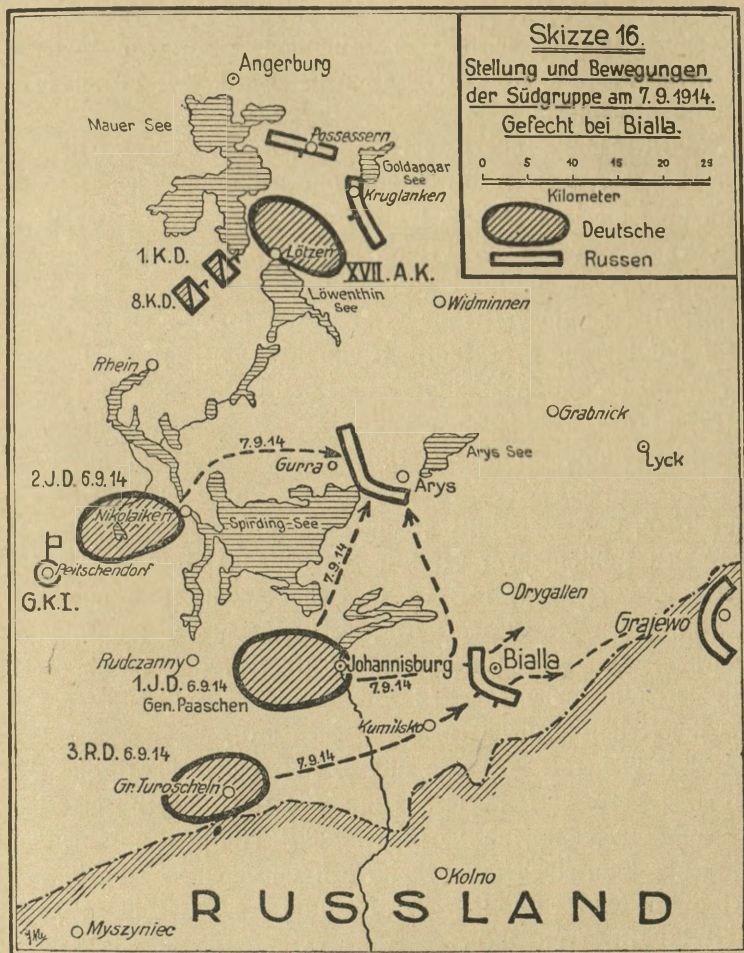 Skizze 16.
Stellung und Bewegungen
der Südgruppe am 7.9.1914.
Gefecht bei Bialla.
0 5 10 15 20 25
Kilometer
Deutsche
Russen
Angerburg
Mauer See
Possessern
Goldapgar
See
Kruglanken
1.K.D.
Lötzen
XVII. A.K.
8.K.D.
Löwenthin
See
Widminnen
Rhein
Grabnick
7.9.14
Gurra
Arys See
Lyck
2.J.D. 6.9.14
Arys
Nikolaiken
Spirding-See
Peitschendorf
7.9.14
G.K.I.
Drygallen
Grajewo
Rudczanny
Johannisburg
Bialla
1.J.D. 6.9.14
7.9.14
Gen. Paaschen
Kumilsko
3.R.D. 6.9.14
7.9.14
Gr. Turoscheln
Kolno
RUSSLAND
Myszyniec